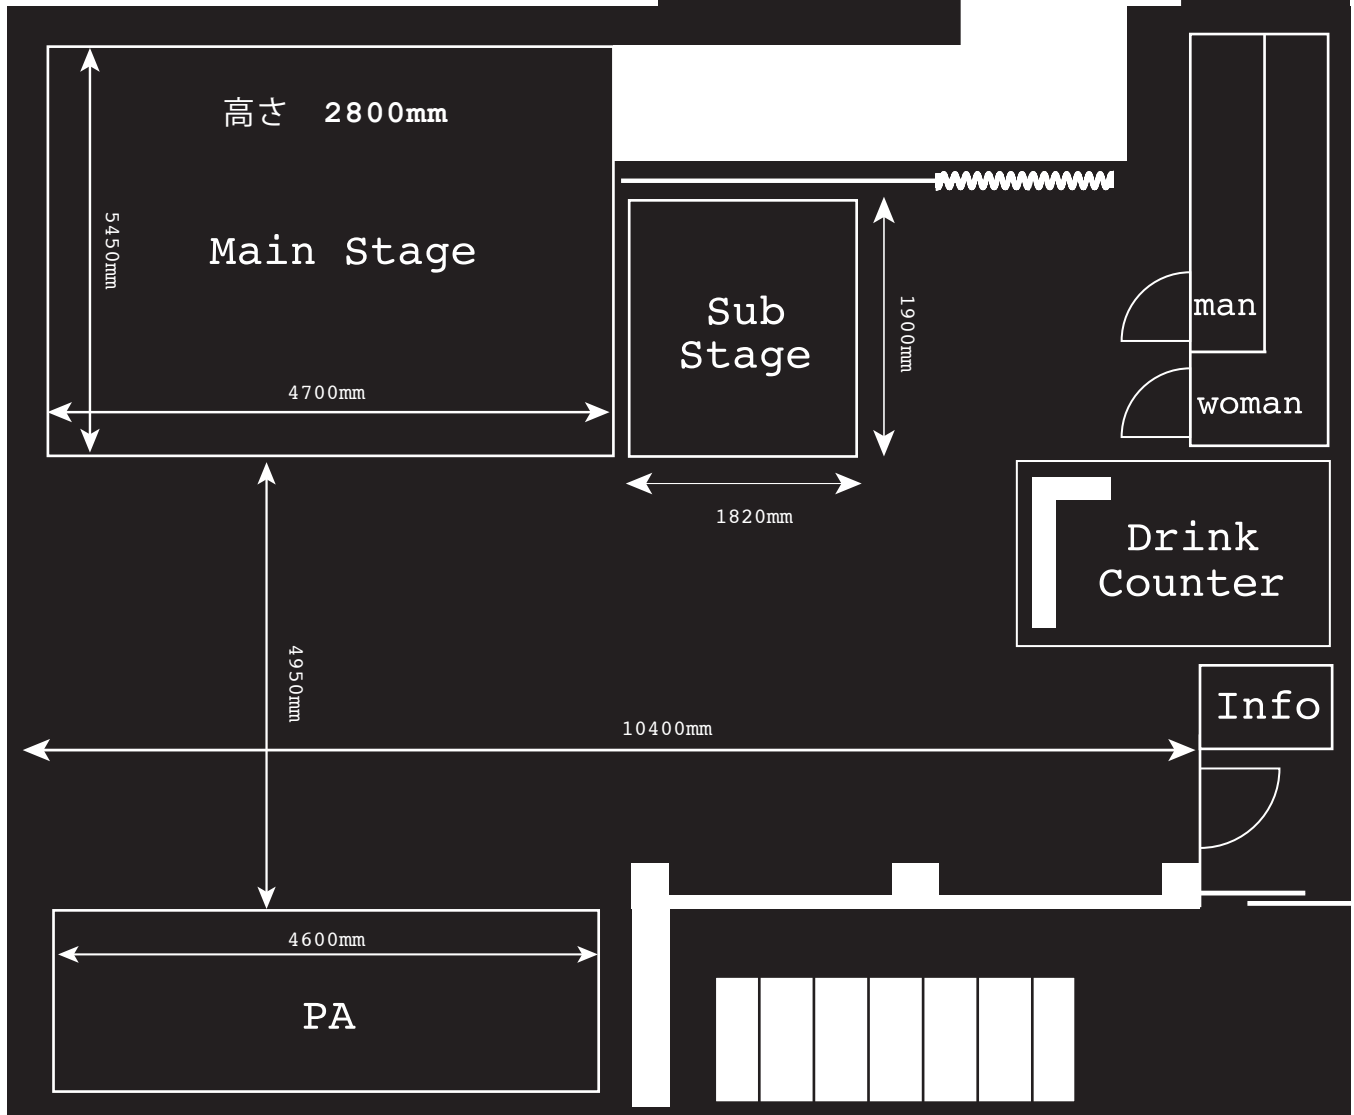 高さ　2800mm
5450mm
Main Stage
4700mm
Sub
Stage
1900mm
1820mm
man
woman
Drink
Counter
4950mm
10400mm
Info
4600mm
PA